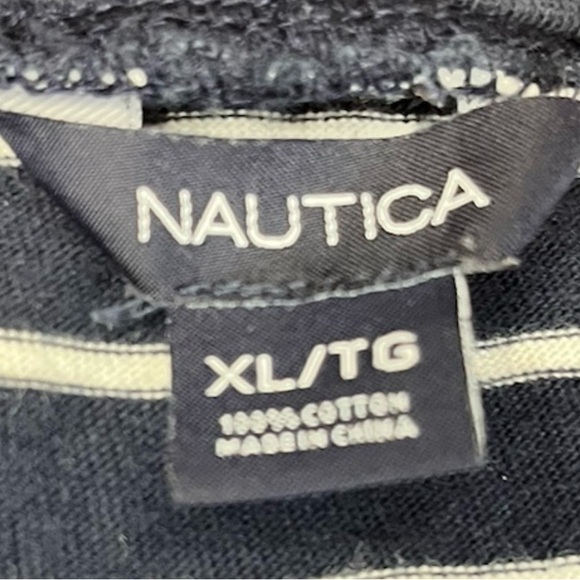 NAUTICA
XL/TG
100% COTTON
MADE IN CHINA